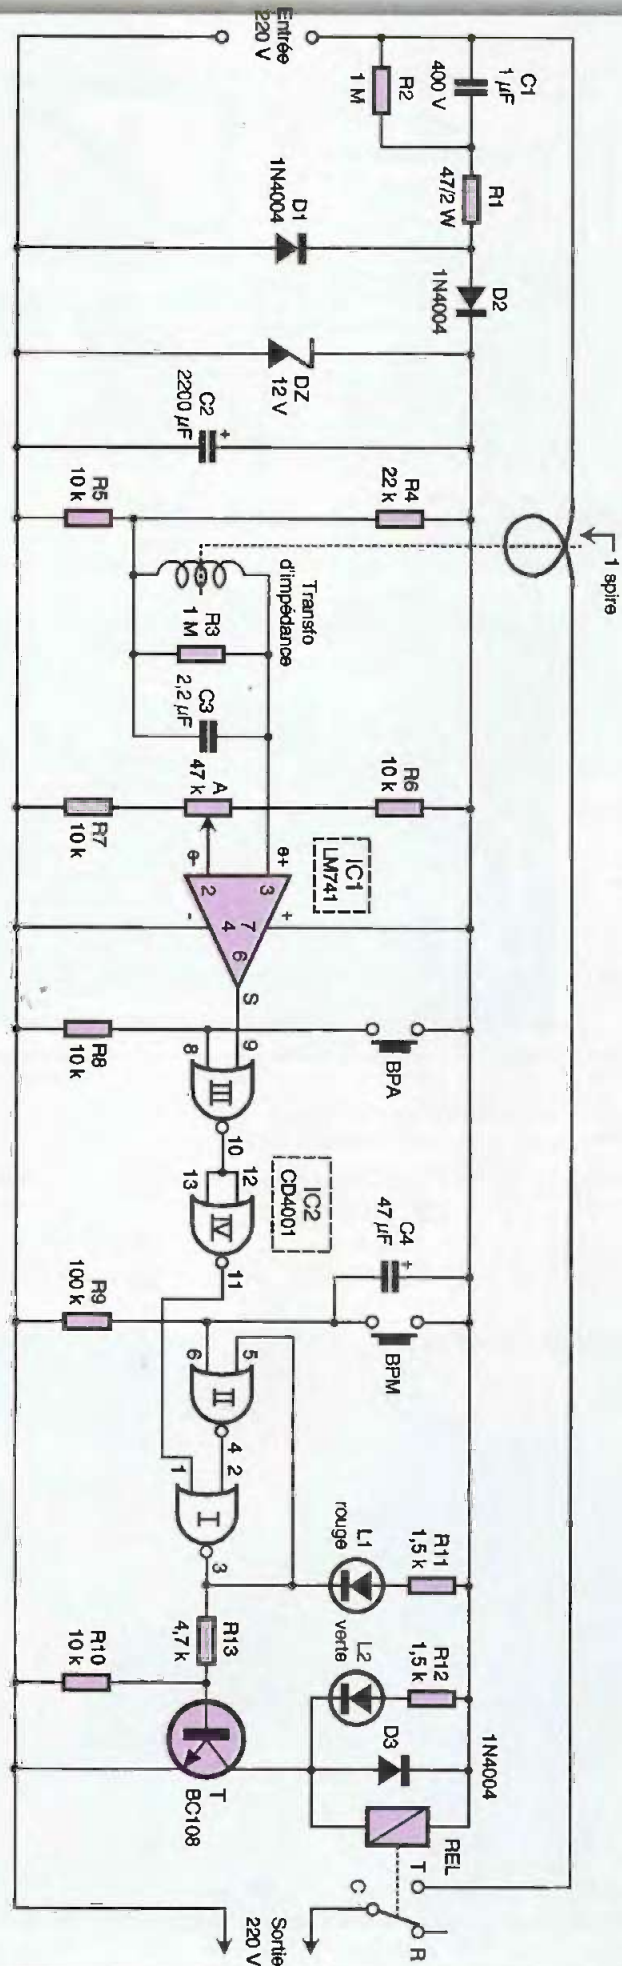 Entrée
220 V
C1
1 µF
400 V
R2
1 M
R1
47/2 W
D1
1N4004
D2
1N4004
DZ
12 V
C2
2200 µF
+
R4
22 k
R5
10 k
1 spire
Transfo
d'impédance
R3
1 M
C3
2,2 µF
R6
10 k
A
47 k
R7
10 k
IC1
LM741
e+
e-
3
2
+
7
4
-
6
S
BPA
R8
10 k
9
8
III
10
IC2
CD4001
12
13
IV
11
C4
47 µF
+
BPM
R9
100 k
5
6
II
4
2
1
I
3
R11
1,5 k
L1
rouge
R12
1,5 k
L2
verte
R13
4,7 k
R10
10 k
D3
1N4004
T
BC108
REL
T
C
R
Sortie
220 V